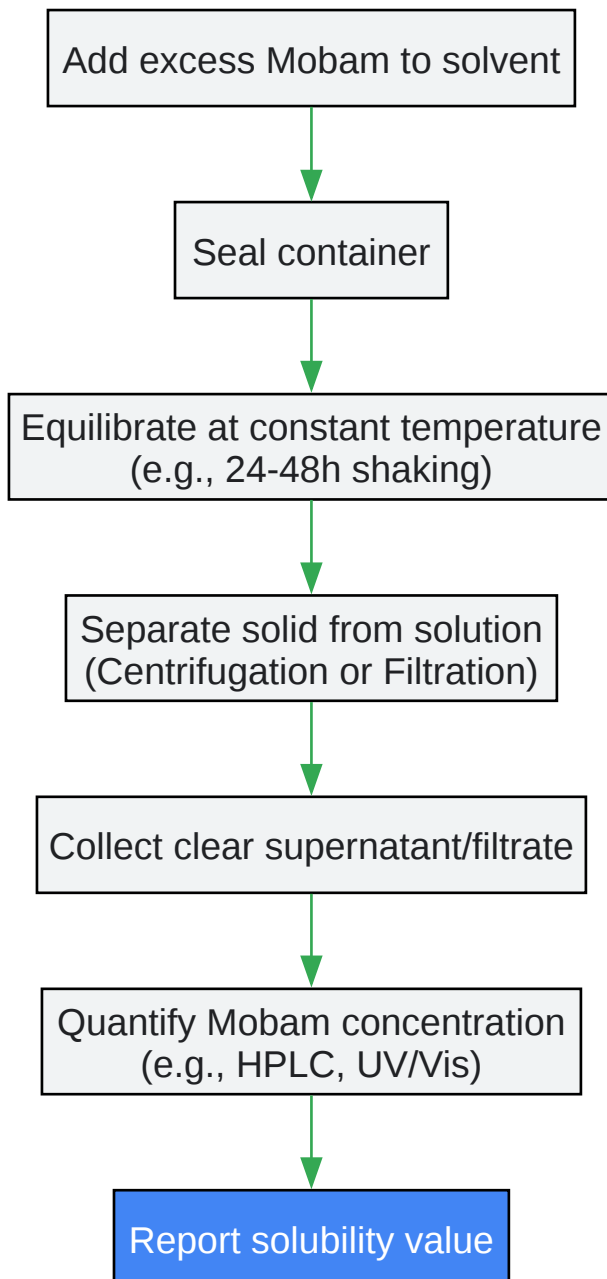 Add excess Mobam to solvent
Seal container
Equilibrate at constant temperature
(e.g., 24-48h shaking)
Separate solid from solution
(Centrifugation or Filtration)
Collect clear supernatant/filtrate
Quantify Mobam concentration
(e.g., HPLC, UV/Vis)
Report solubility value